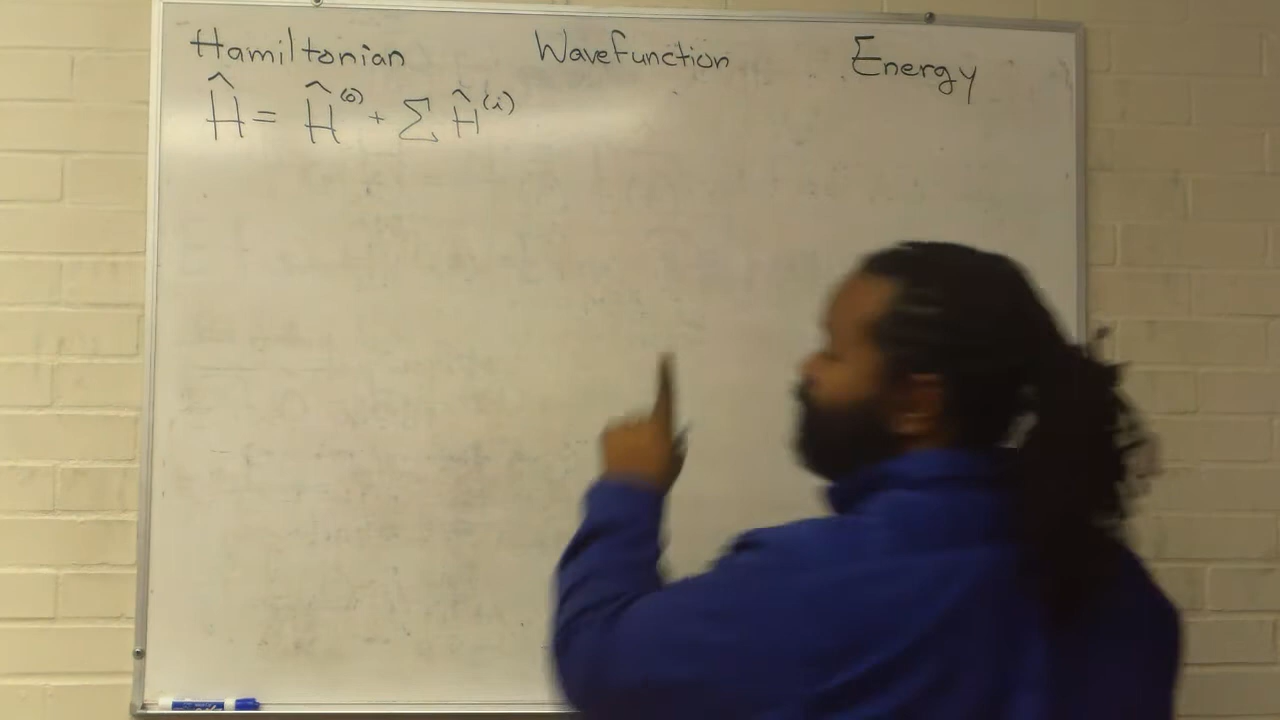 Hamiltonian Wavefunction Energy
Ĥ = Ĥ⁽⁰⁾ + Σ Ĥ⁽ⁱ⁾